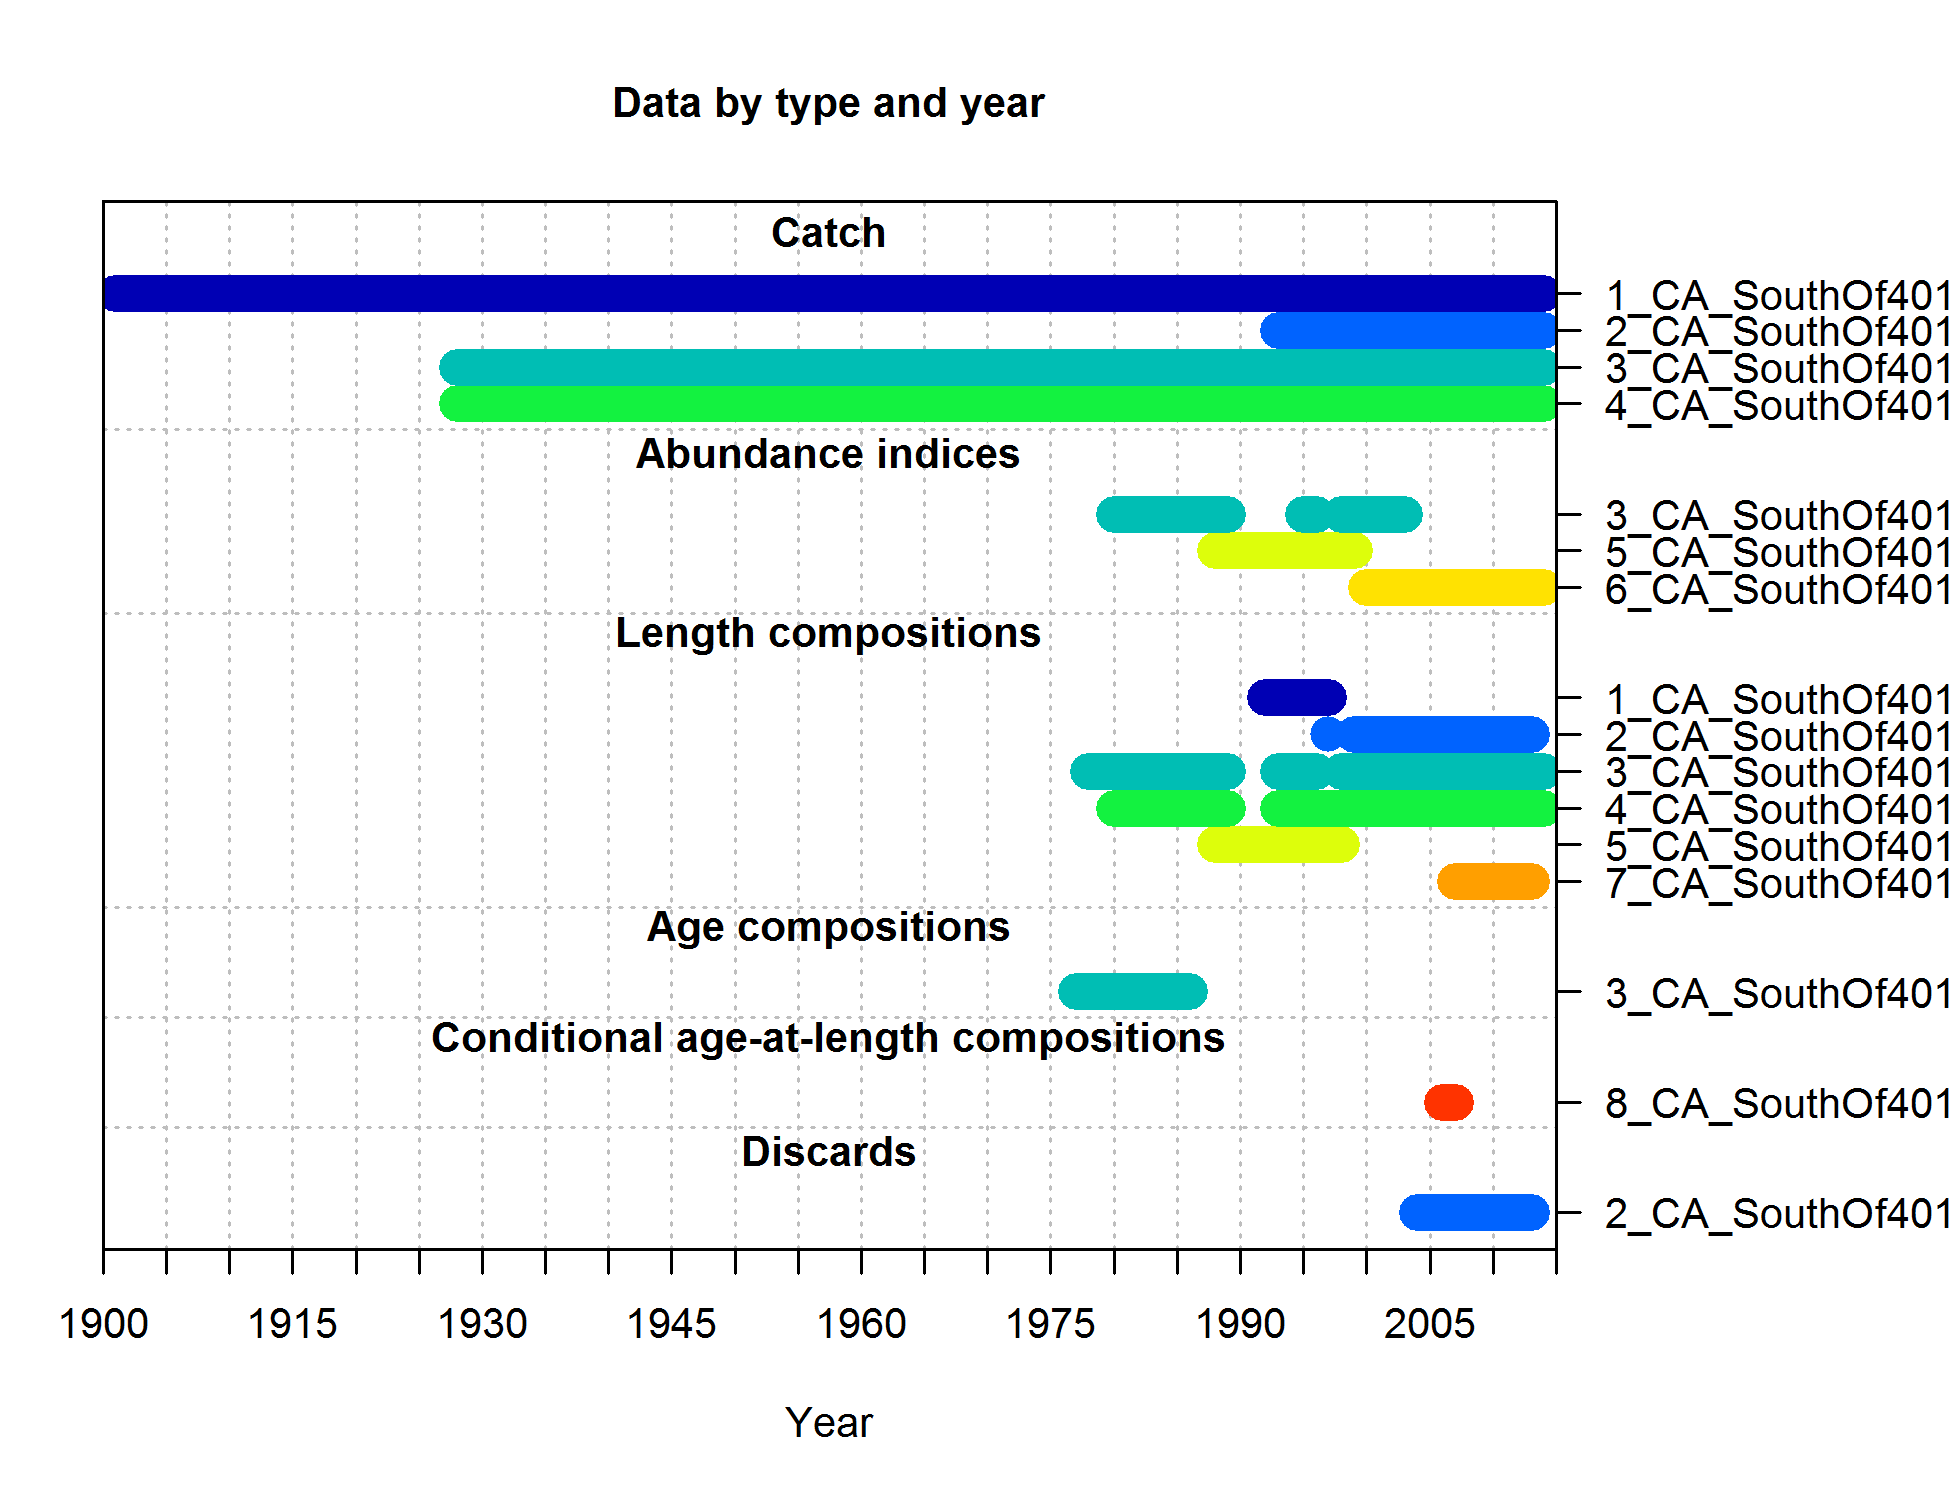 Data by type and year
Catch
1_CA_SouthOf401
2_CA_SouthOf401
3_CA_SouthOf401
4_CA_SouthOf401
Abundance indices
3_CA_SouthOf401
5_CA_SouthOf401
6_CA_SouthOf401
Length compositions
1_CA_SouthOf401
2_CA_SouthOf401
3_CA_SouthOf401
4_CA_SouthOf401
5_CA_SouthOf401
7_CA_SouthOf401
Age compositions
3_CA_SouthOf401
Conditional age-at-length compositions
8_CA_SouthOf401
Discards
2_CA_SouthOf401
1900 1915 1930 1945 1960 1975 1990 2005
Year